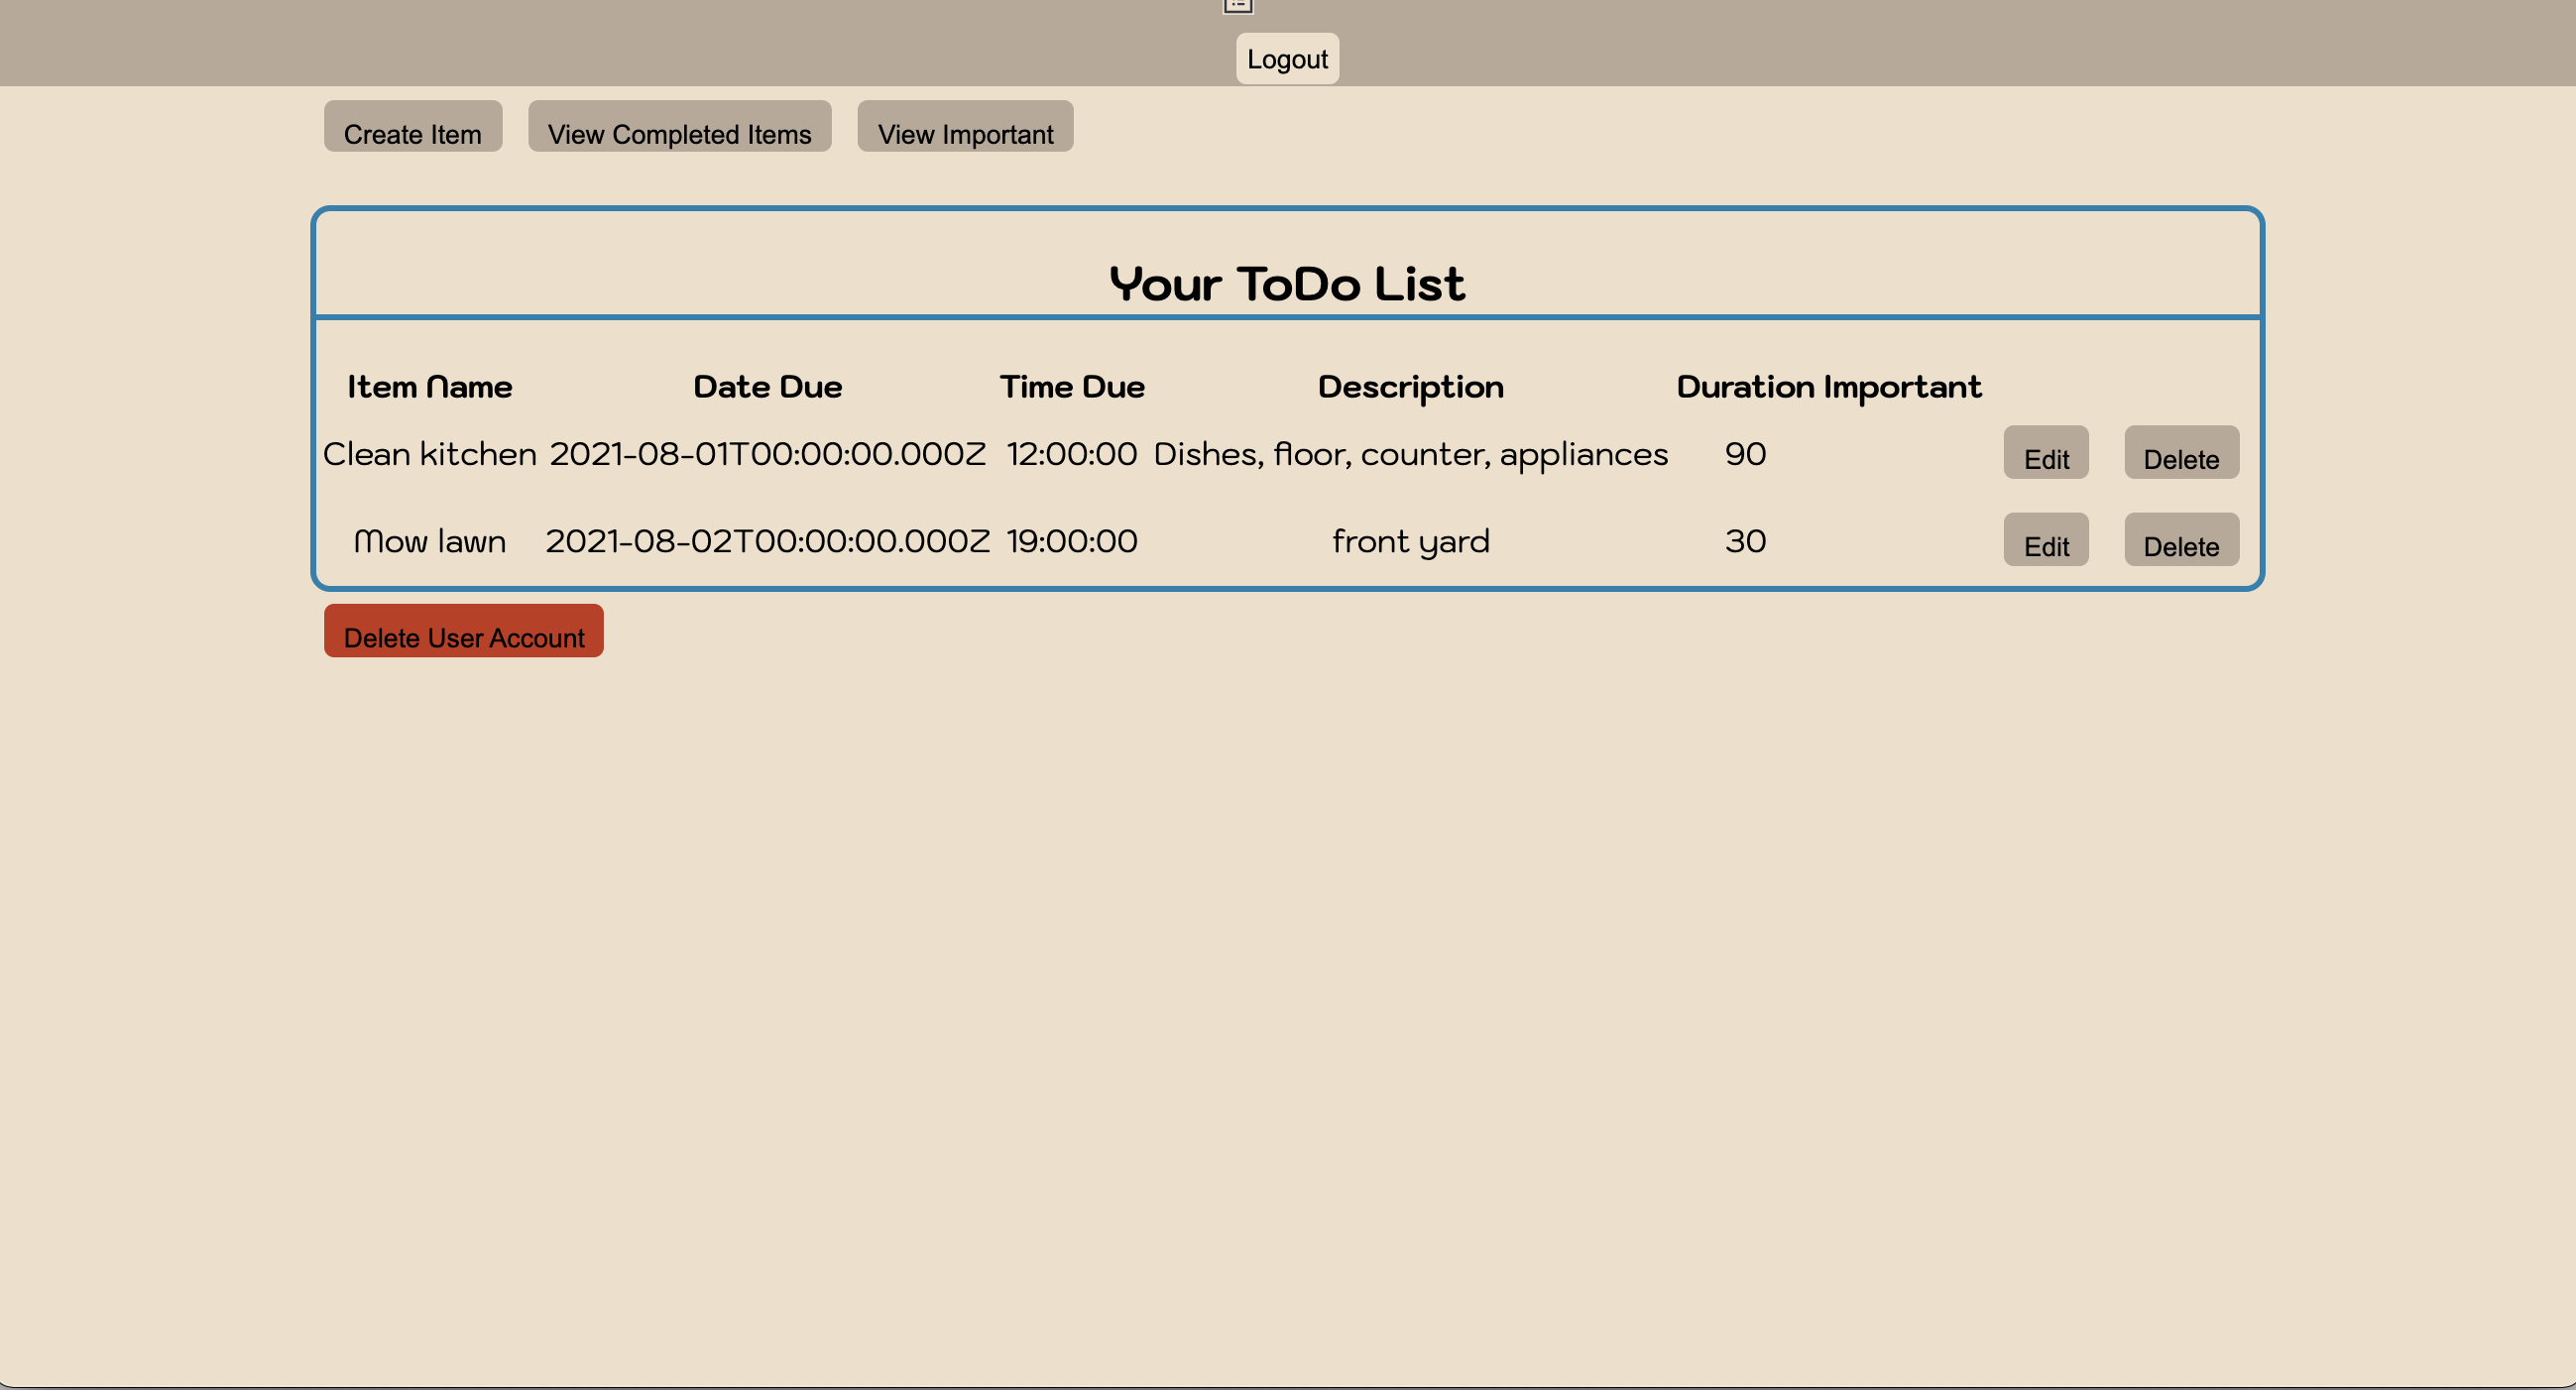 Logout
Create Item View Completed Items View Important
Your ToDo List
Item Name Date Due Time Due Description Duration Important
Clean kitchen 2021-08-01T00:00:00.000Z 12:00:00 Dishes, floor, counter, appliances 90 Edit Delete
Mow lawn 2021-08-02T00:00:00.000Z 19:00:00 front yard 30 Edit Delete
Delete User Account